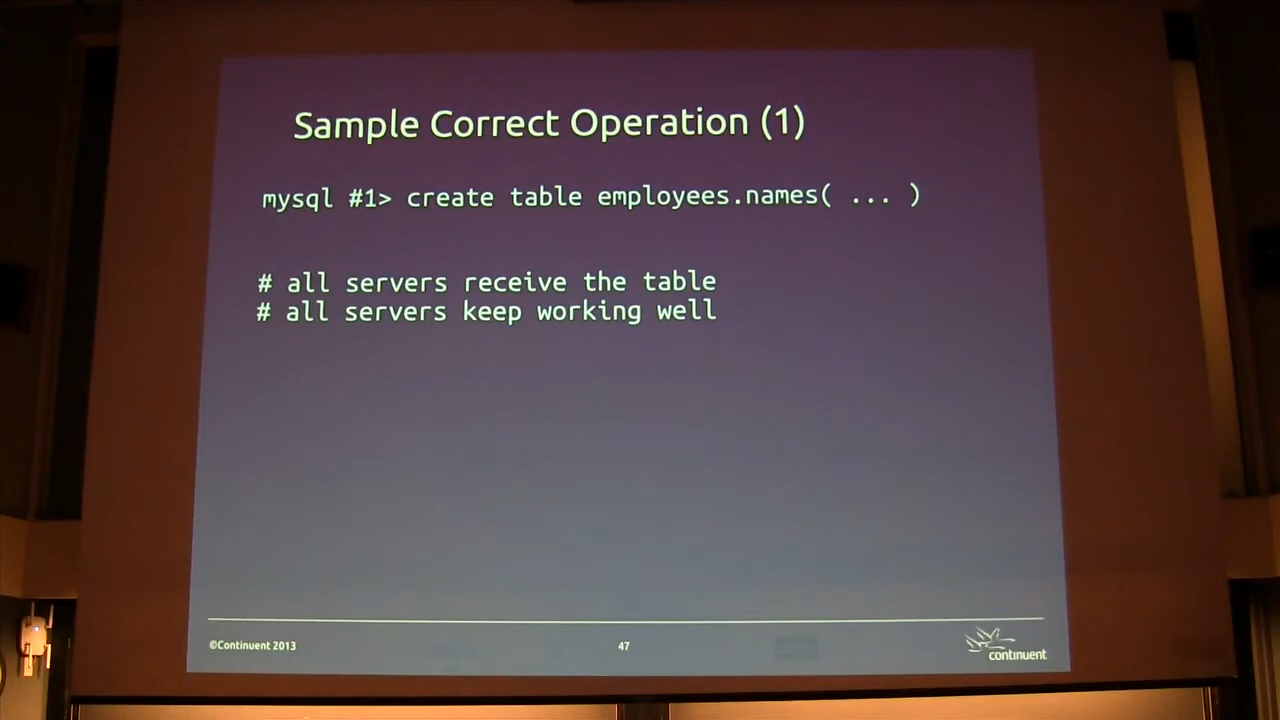 Sample Correct Operation (1)
mysql #1> create table employees.names( ... )
# all servers receive the table
# all servers keep working well
©Continuent 2013
47
continuent